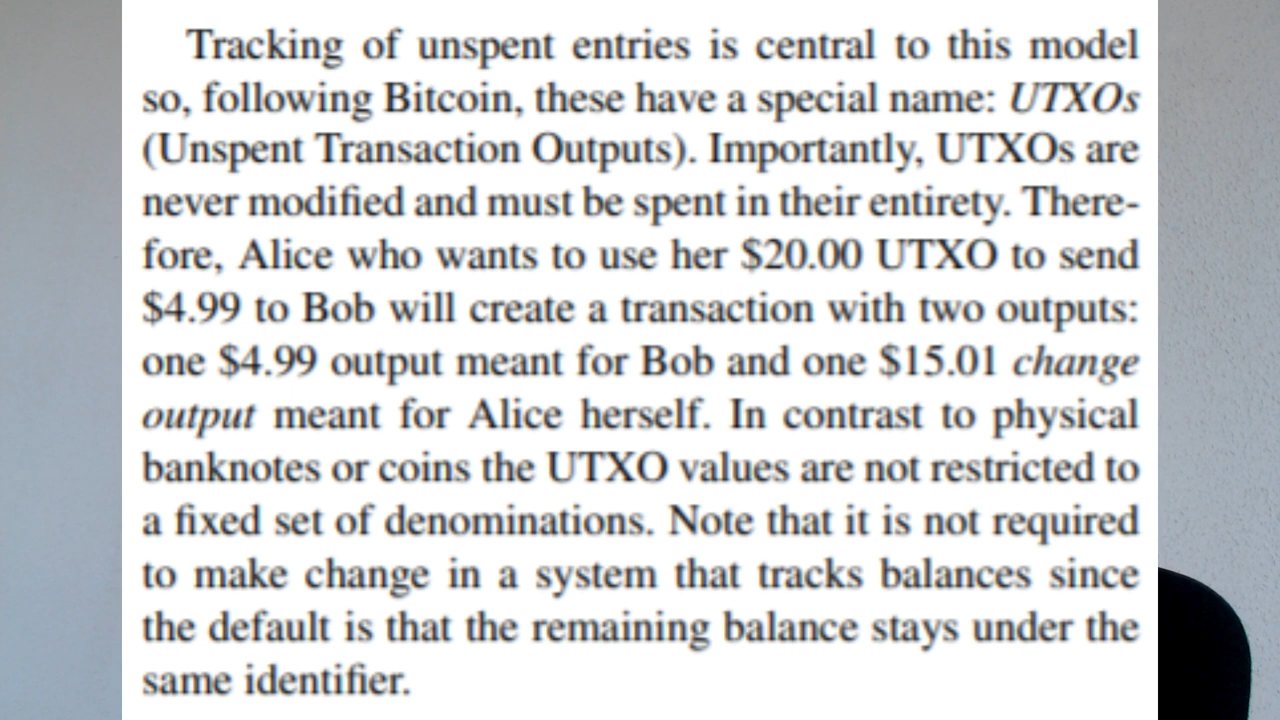 Tracking of unspent entries is central to this model
so, following Bitcoin, these have a special name: UTXOs
(Unspent Transaction Outputs). Importantly, UTXOs are
never modified and must be spent in their entirety. There-
fore, Alice who wants to use her $20.00 UTXO to send
$4.99 to Bob will create a transaction with two outputs:
one $4.99 output meant for Bob and one $15.01 change
output meant for Alice herself. In contrast to physical
banknotes or coins the UTXO values are not restricted to
a fixed set of denominations. Note that it is not required
to make change in a system that tracks balances since
the default is that the remaining balance stays under the
same identifier.